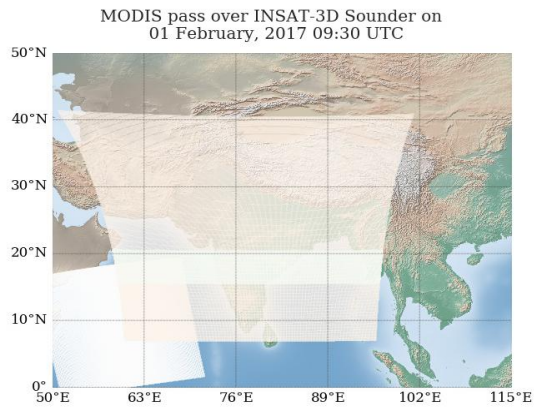 MODIS pass over INSAT-3D Sounder on
01 February, 2017 09:30 UTC
50°N
40°N
30°N
20°N
10°N
0°
50°E 63°E 76°E 89°E 102°E 115°E